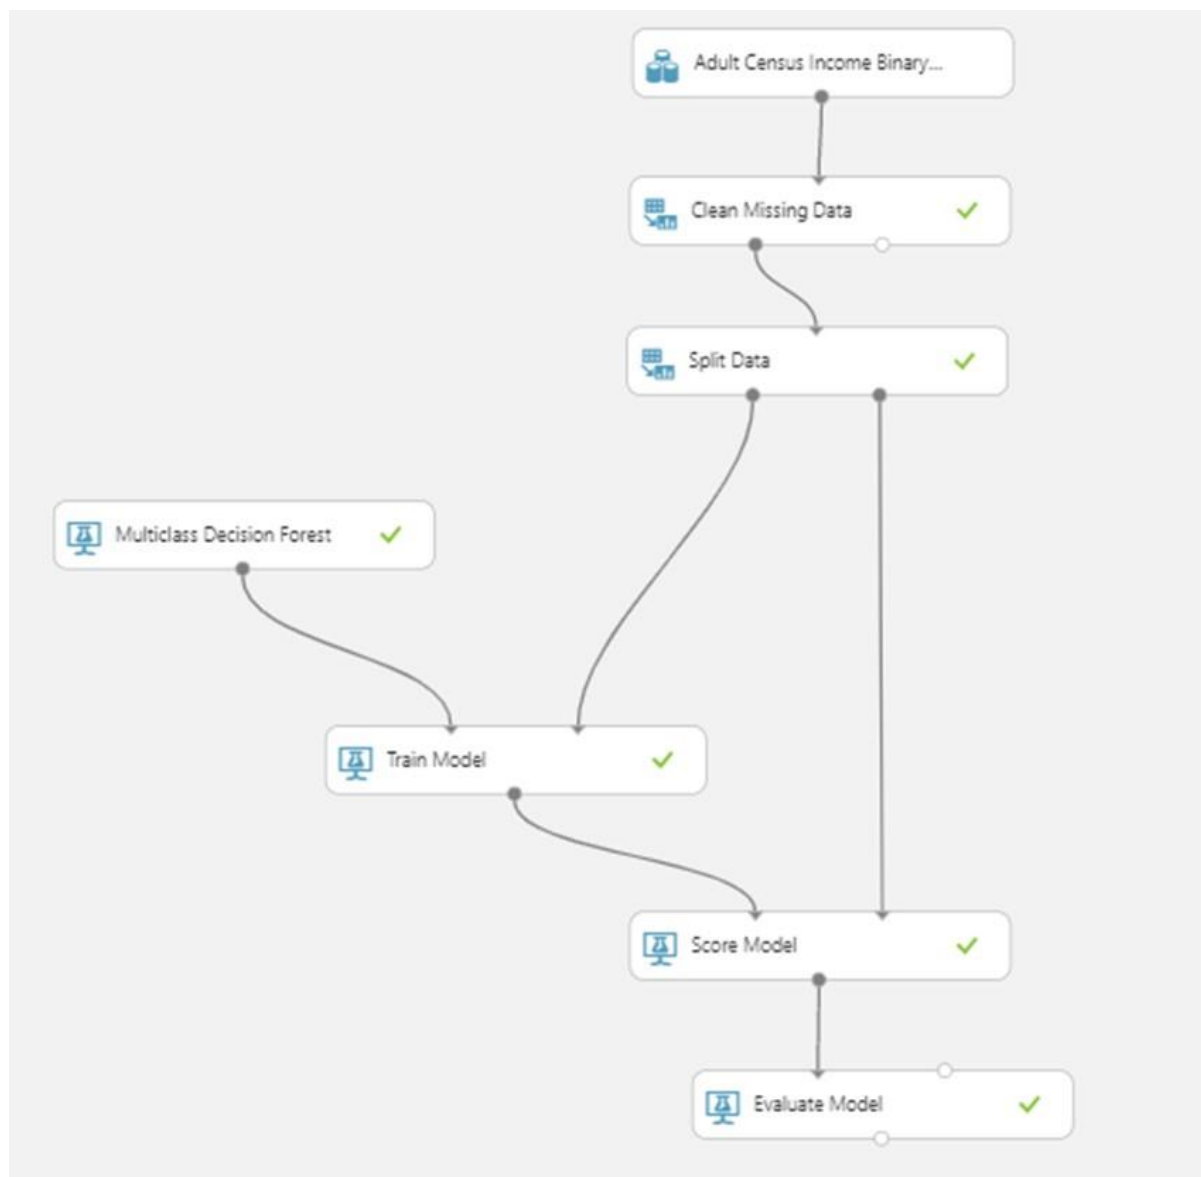 Adult Census Income Binary...
Clean Missing Data
Split Data
Multiclass Decision Forest
Train Model
Score Model
Evaluate Model